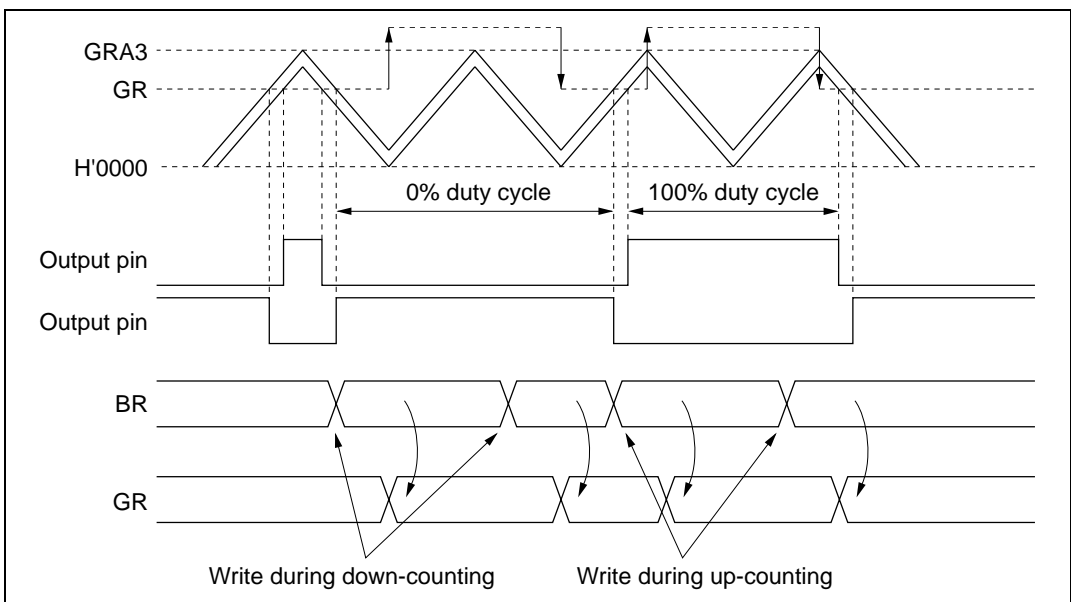 GRA3
GR
H'0000
0% duty cycle
100% duty cycle
Output pin
Output pin
BR
GR
Write during down-counting
Write during up-counting